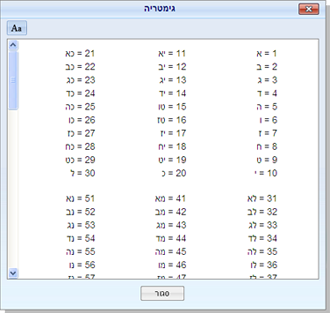 גימטריה
Aa
א = 1 יא = 11 כא = 21
ב = 2 יב = 12 כב = 22
ג = 3 יג = 13 כג = 23
ד = 4 יד = 14 כד = 24
ה = 5 טו = 15 כה = 25
ו = 6 טז = 16 כו = 26
ז = 7 יז = 17 כז = 27
ח = 8 יח = 18 כח = 28
ט = 9 יט = 19 כט = 29
י = 10 כ = 20 ל = 30
לא = 31 מא = 41 נא = 51
לב = 32 מב = 42 נב = 52
לג = 33 מג = 43 נג = 53
לד = 34 מד = 44 נד = 54
לה = 35 מה = 45 נה = 55
לו = 36 מו = 46 נו = 56
לז = 37 מז = 47 נז = 57
סגור